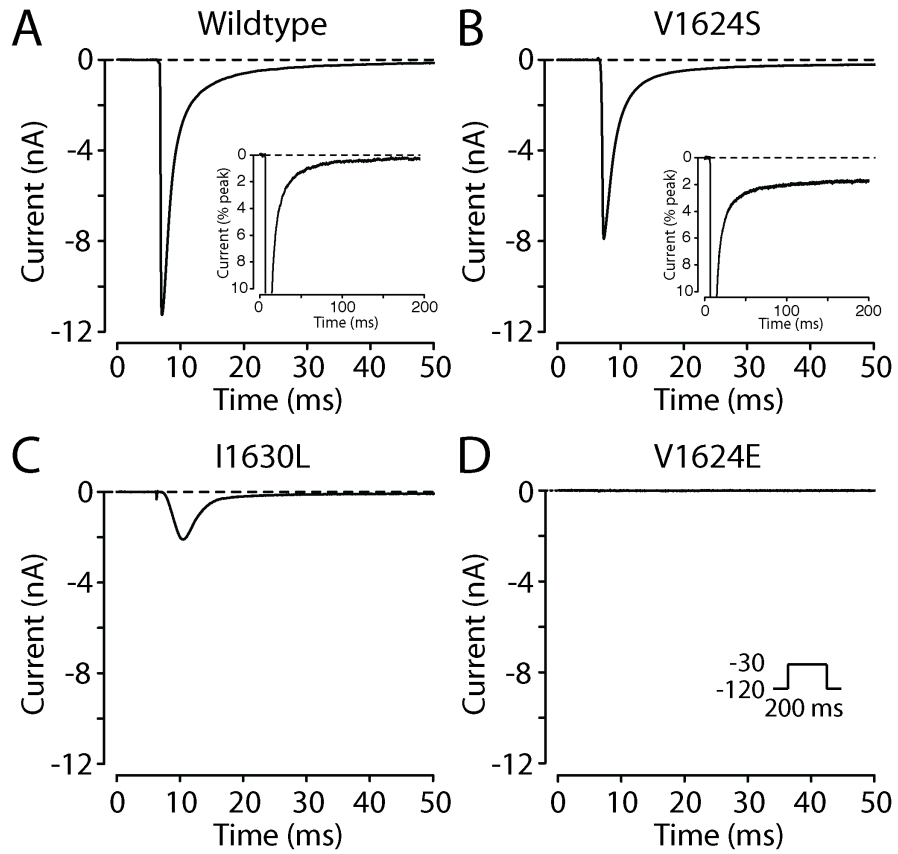 A
Wildtype
0
-4
-8
-12
Current (nA)
0
10
20
30
40
50
Time (ms)
0
2
4
6
8
10
Current (% peak)
0
100
200
Time (ms)
B
V1624S
0
-4
-8
-12
Current (nA)
0
10
20
30
40
50
Time (ms)
0
2
4
6
8
10
Current (% peak)
0
100
200
Time (ms)
C
I1630L
0
-4
-8
-12
Current (nA)
0
10
20
30
40
50
Time (ms)
D
V1624E
0
-4
-8
-12
Current (nA)
0
10
20
30
40
50
Time (ms)
-30
-120
200 ms